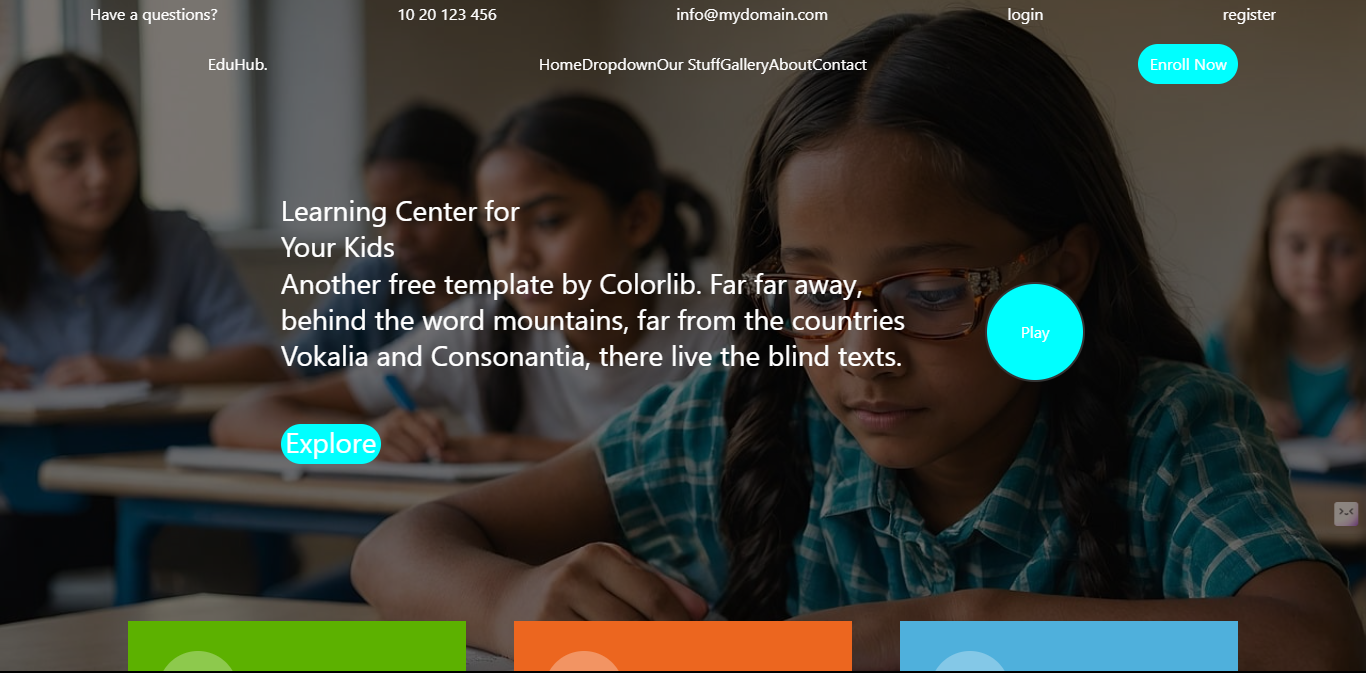 Have a questions? 10 20 123 456 info@mydomain.com login register
EduHub. HomeDropdownOur StuffGalleryAboutContact Enroll Now
Learning Center for
Your Kids
Another free template by Colorlib. Far far away,
behind the word mountains, far from the countries
Vokalia and Consonantia, there live the blind texts.
Play
Explore